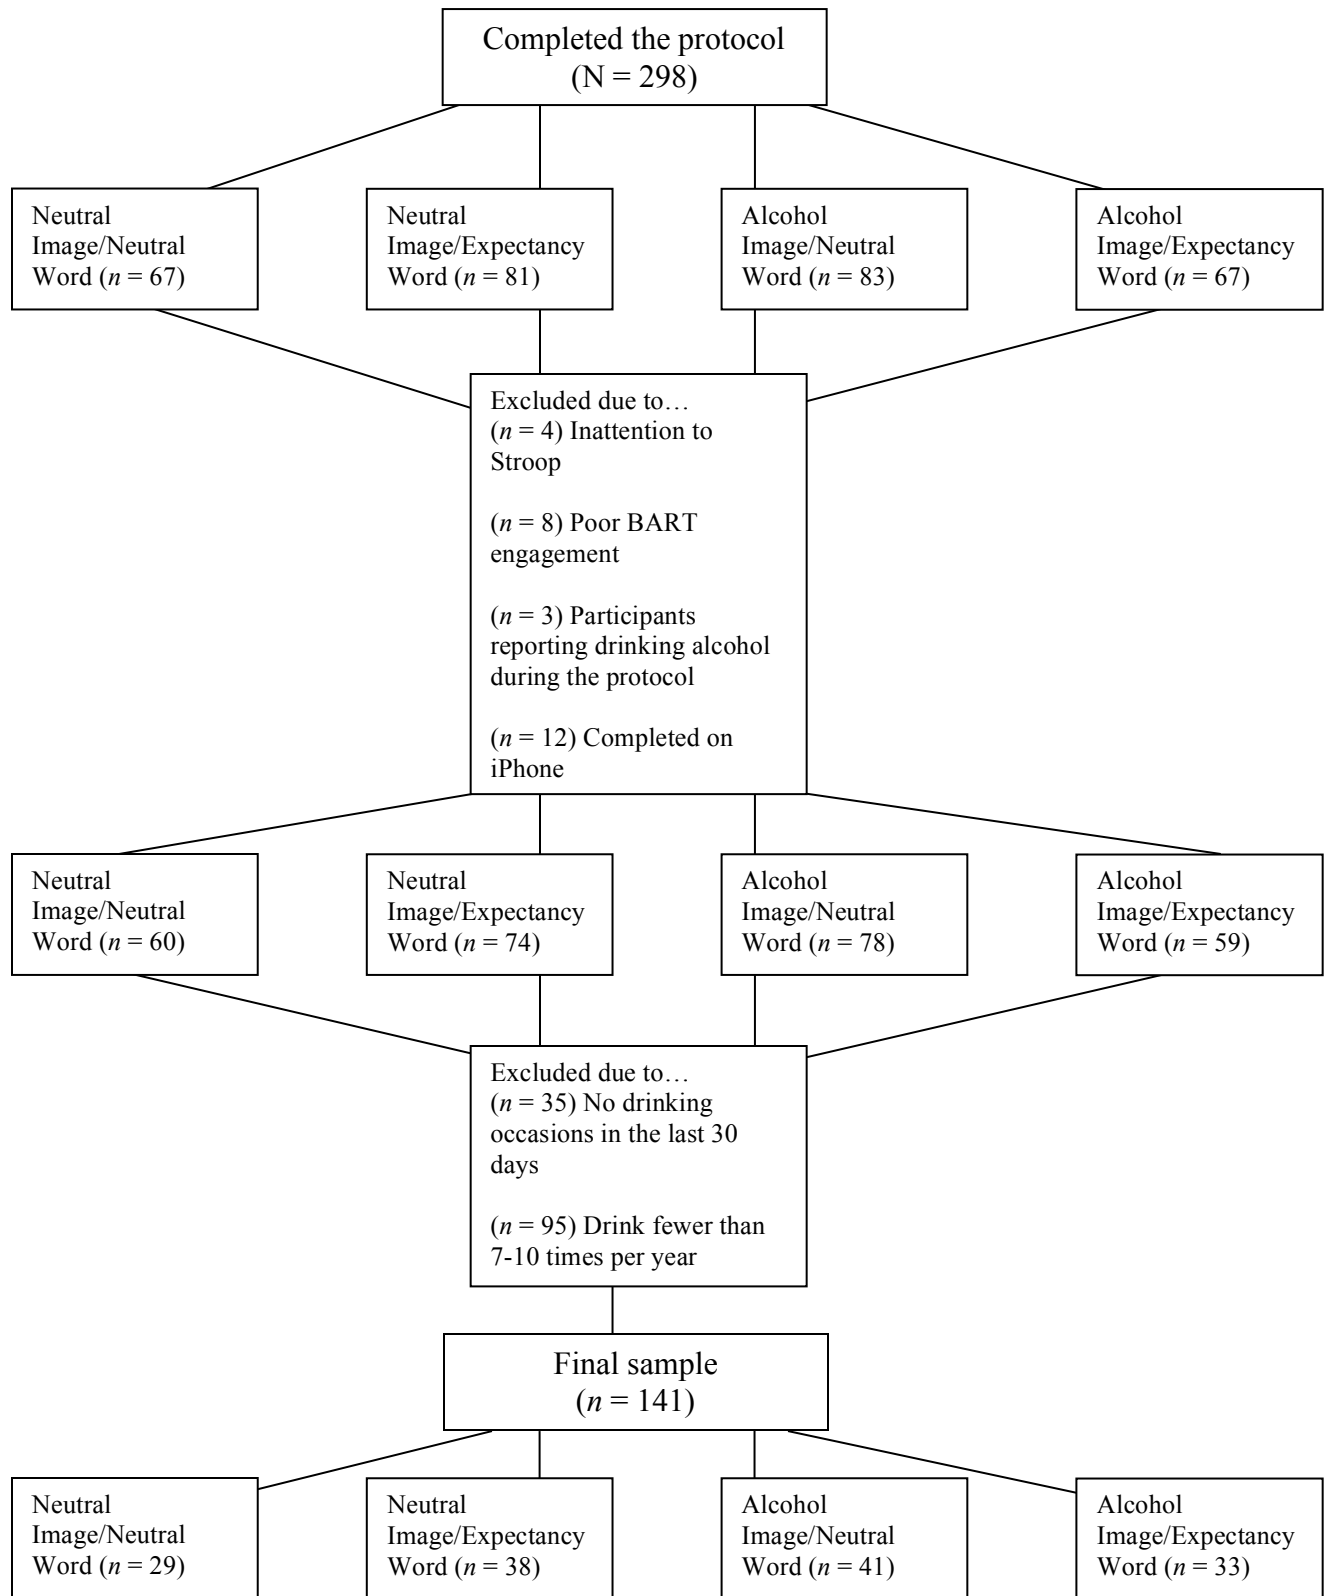 Completed the protocol
(N = 298)
Neutral
Image/Neutral
Word (n = 67)
Neutral
Image/Expectancy
Word (n = 81)
Alcohol
Image/Neutral
Word (n = 83)
Alcohol
Image/Expectancy
Word (n = 67)
Excluded due to…
(n = 4) Inattention to
Stroop
(n = 8) Poor BART
engagement
(n = 3) Participants
reporting drinking alcohol
during the protocol
(n = 12) Completed on
iPhone
Neutral
Image/Neutral
Word (n = 60)
Neutral
Image/Expectancy
Word (n = 74)
Alcohol
Image/Neutral
Word (n = 78)
Alcohol
Image/Expectancy
Word (n = 59)
Excluded due to…
(n = 35) No drinking
occasions in the last 30
days
(n = 95) Drink fewer than
7-10 times per year
Final sample
(n = 141)
Neutral
Image/Neutral
Word (n = 29)
Neutral
Image/Expectancy
Word (n = 38)
Alcohol
Image/Neutral
Word (n = 41)
Alcohol
Image/Expectancy
Word (n = 33)